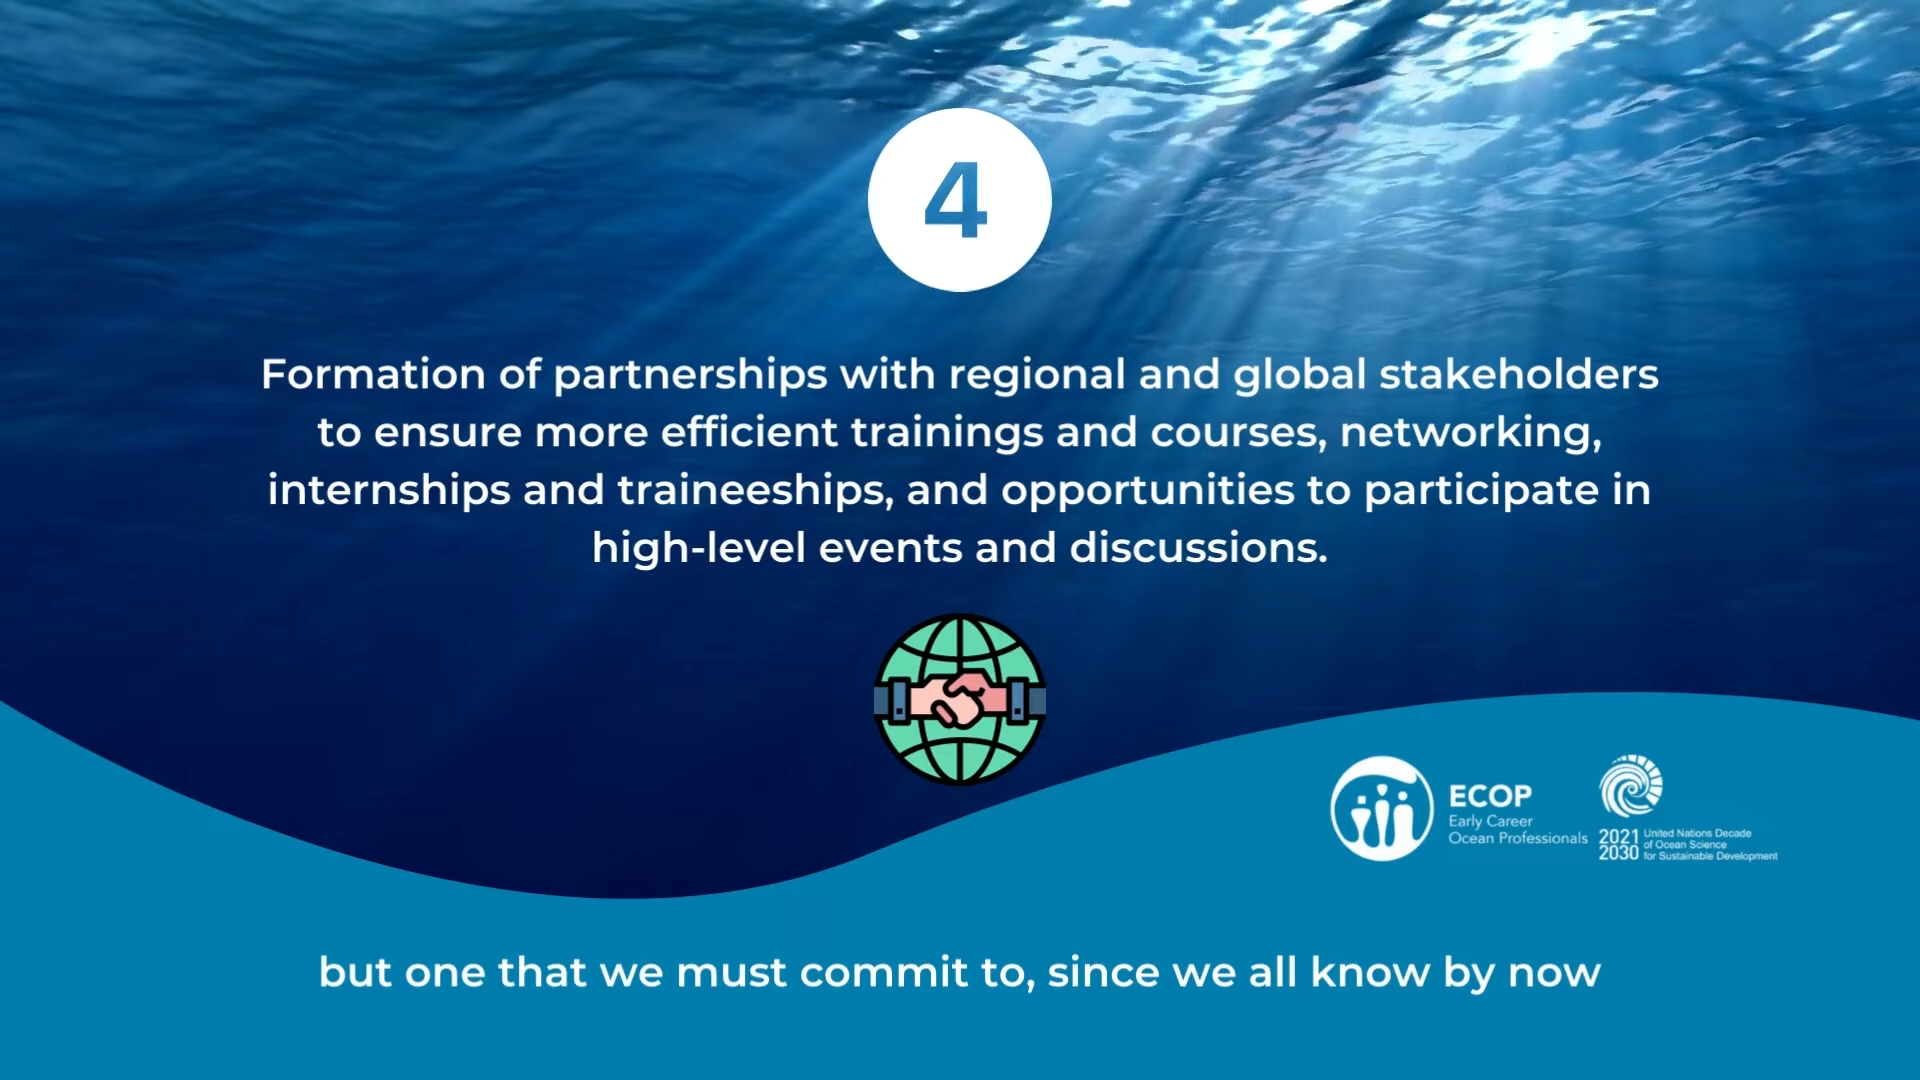 4
Formation of partnerships with regional and global stakeholders
to ensure more efficient trainings and courses, networking,
internships and traineeships, and opportunities to participate in
high-level events and discussions.
ECOP
Early Career
Ocean Professionals
2021
2030
United Nations Decade
of Ocean Science
for Sustainable Development
but one that we must commit to, since we all know by now